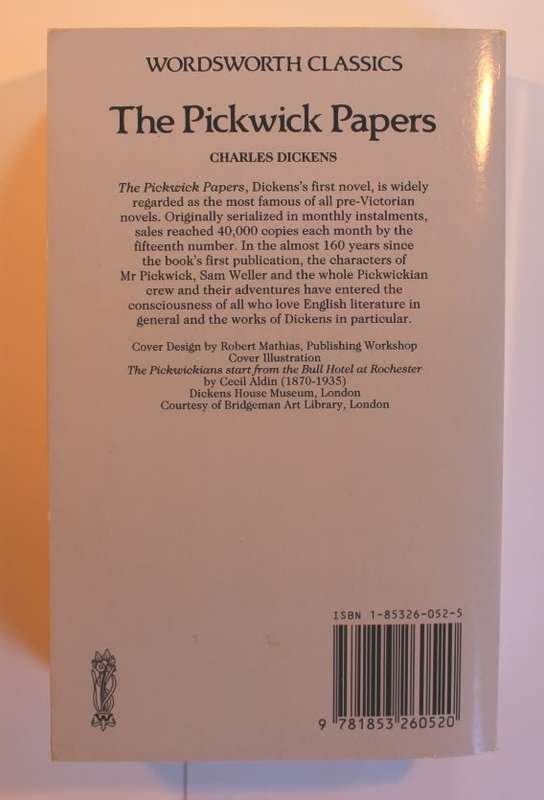 WORDSWORTH CLASSICS
The Pickwick Papers
CHARLES DICKENS
The Pickwick Papers, Dickens's first novel, is widely
regarded as the most famous of all pre-Victorian
novels. Originally serialized in monthly instalments,
sales reached 40,000 copies each month by the
fifteenth number. In the almost 160 years since
the book's first publication, the characters of
Mr Pickwick, Sam Weller and the whole Pickwickian
crew and their adventures have entered the
consciousness of all who love English literature in
general and the works of Dickens in particular.
Cover Design by Robert Mathias, Publishing Workshop
Cover Illustration
The Pickwickians start from the Bull Hotel at Rochester
by Cecil Aldin (1870-1935)
Dickens House Museum, London
Courtesy of Bridgeman Art Library, London
ISBN 1-85326-052-5
9 781853 260520
W